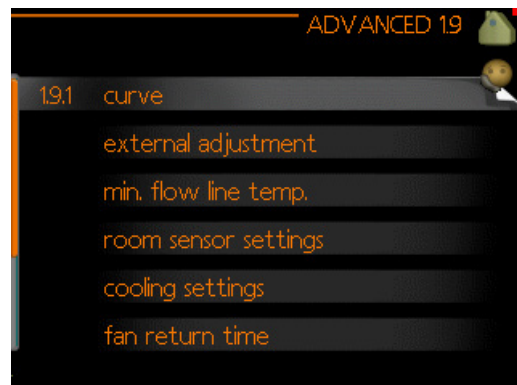 ADVANCED 1.9
1.9.1 curve
external adjustment
min. flow line temp.
room sensor settings
cooling settings
fan return time